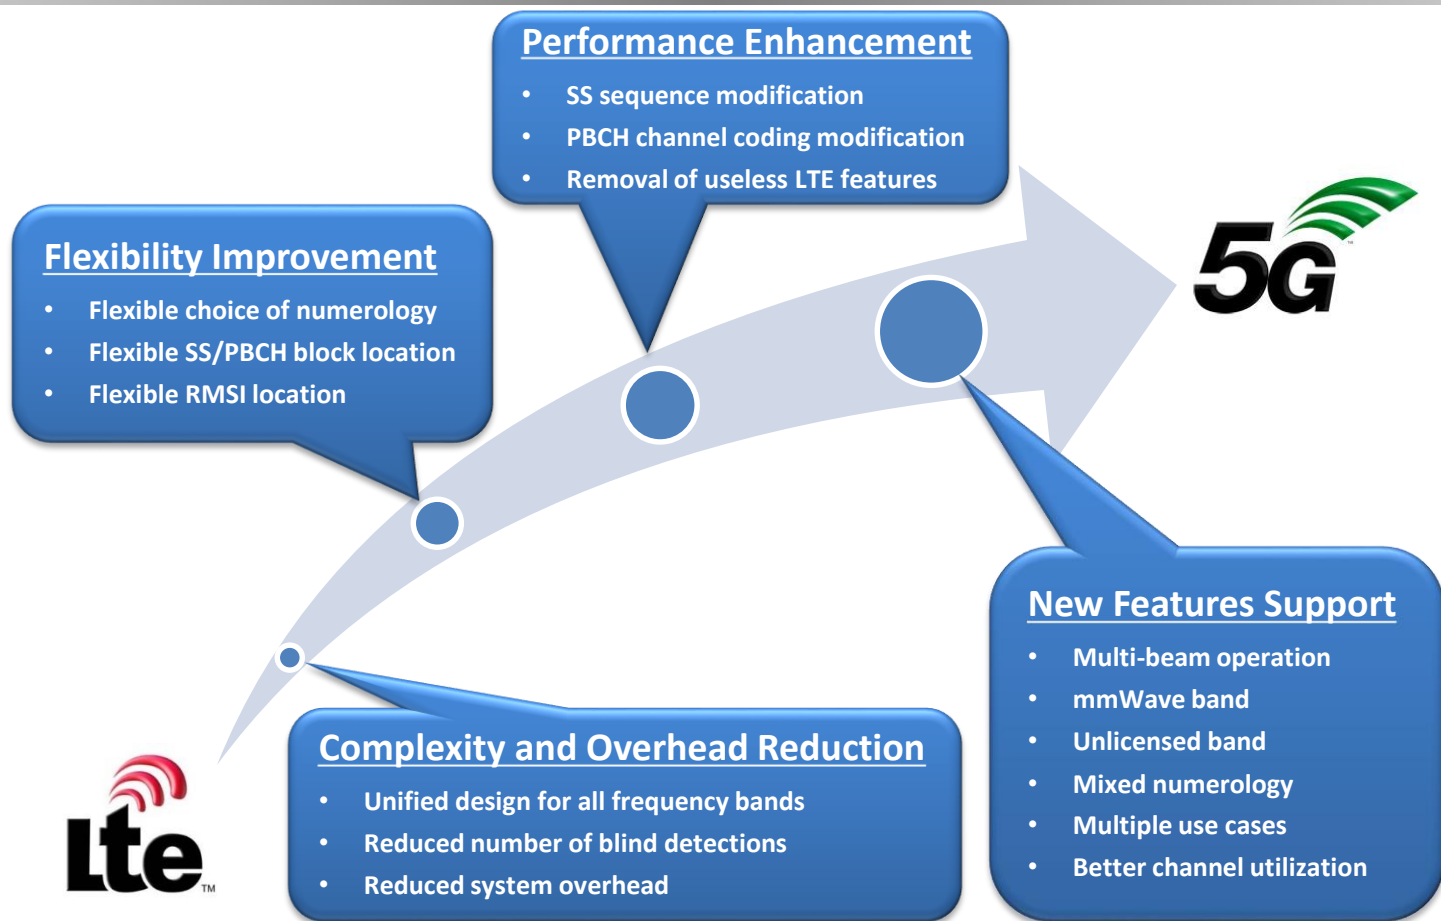 Performance Enhancement
• SS sequence modification
• PBCH channel coding modification
• Removal of useless LTE features
Flexibility Improvement
• Flexible choice of numerology
• Flexible SS/PBCH block location
• Flexible RMSI location
5G
™
New Features Support
• Multi-beam operation
• mmWave band
• Unlicensed band
• Mixed numerology
• Multiple use cases
• Better channel utilization
Complexity and Overhead Reduction
• Unified design for all frequency bands
• Reduced number of blind detections
• Reduced system overhead
Lte
™